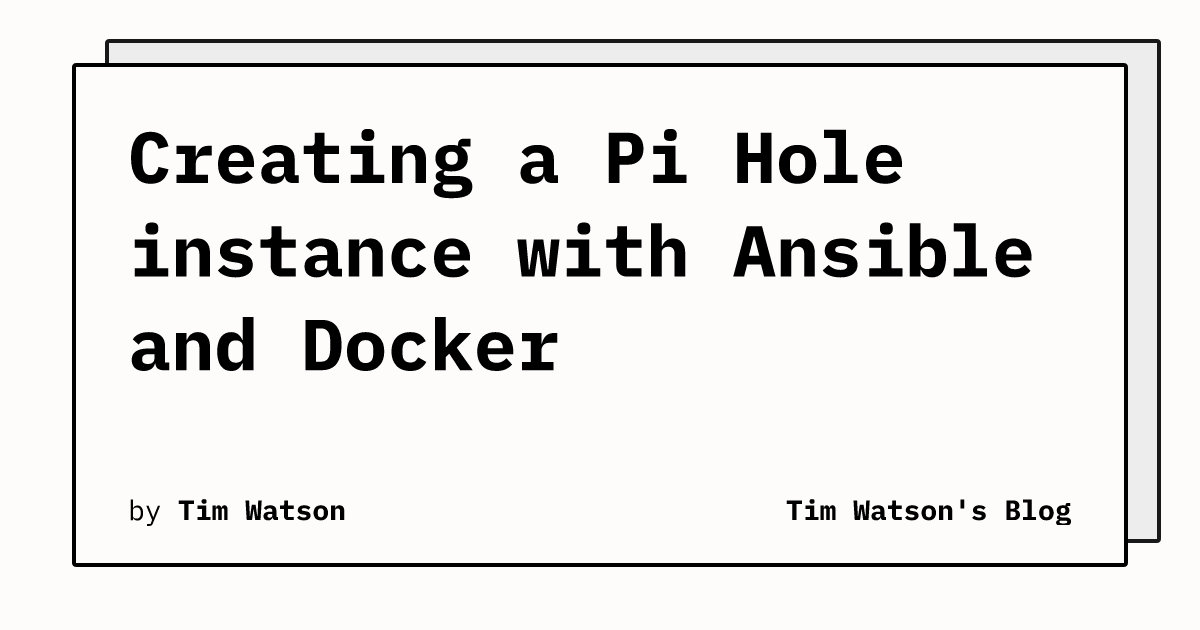 Creating a Pi Hole
instance with Ansible
and Docker
by Tim Watson
Tim Watson's Blog